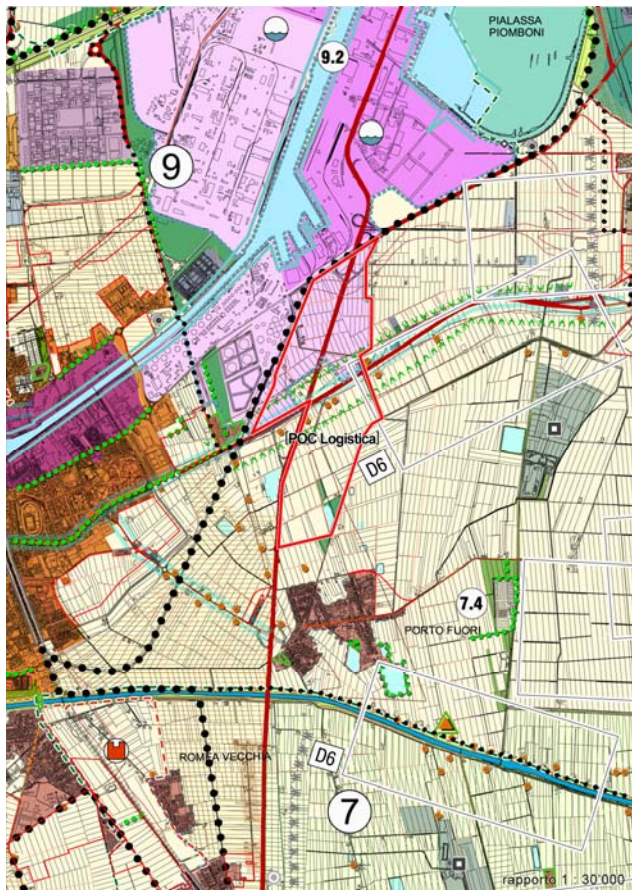 PIALASSA
PIOMBONI
9.2
9
[POC Logistica]
D6
7.4
PORTO FUORI
ROMEA VECCHIA
D6
7
rapporto 1 : 30'000